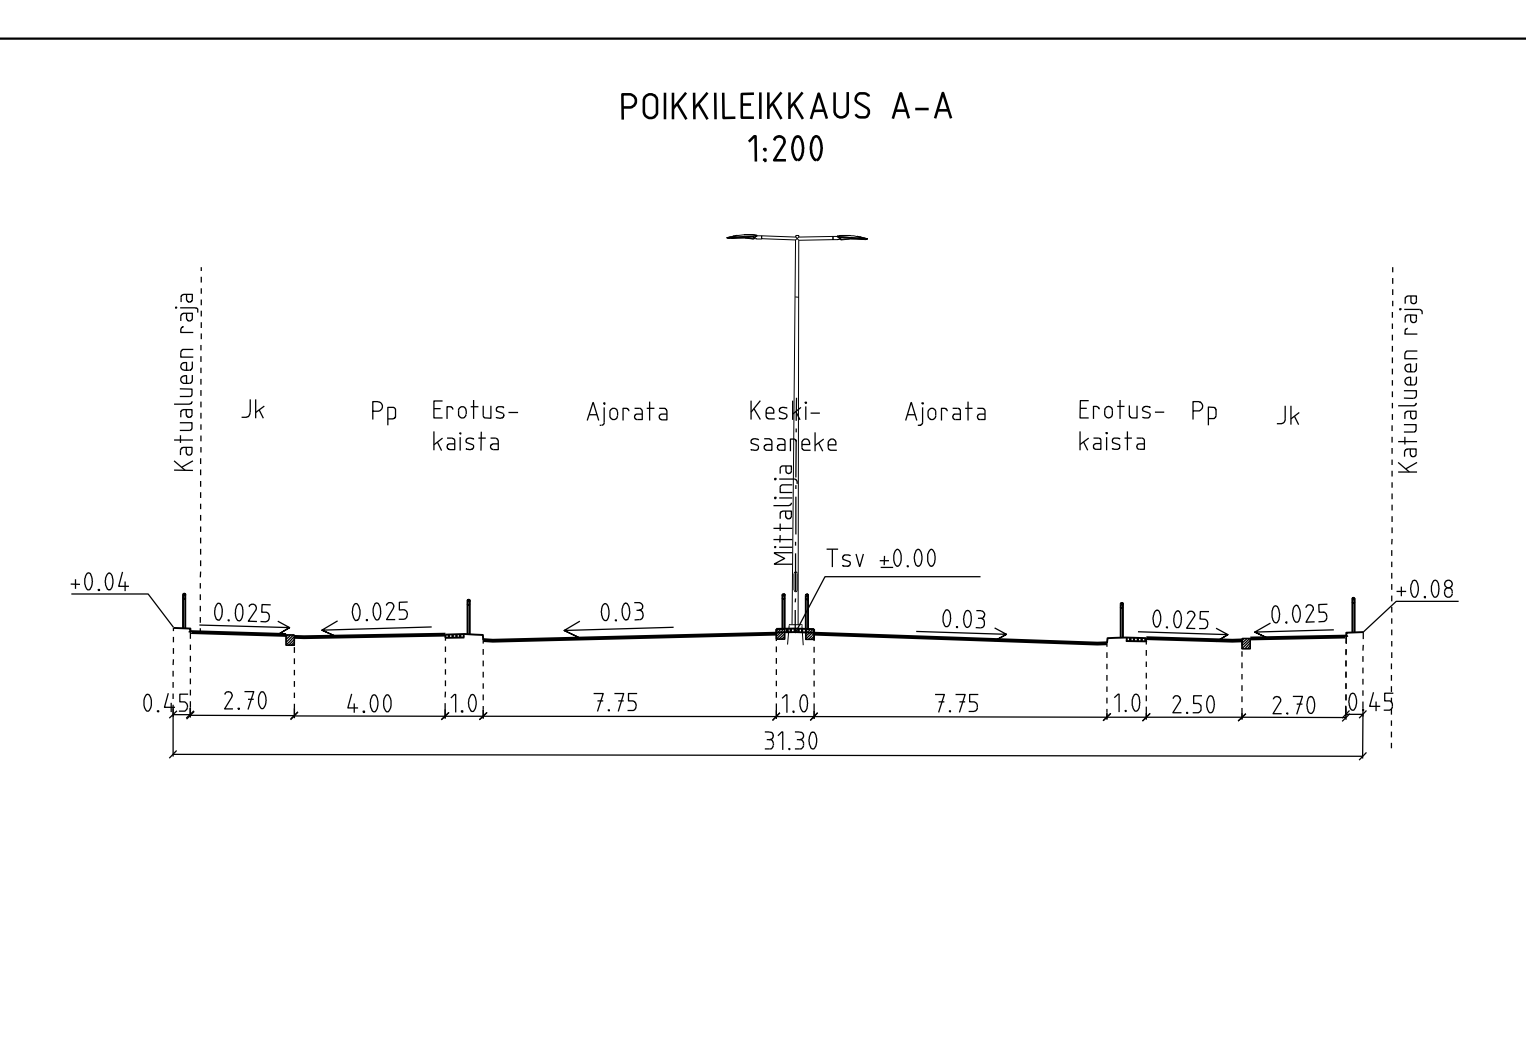 POIKKILEIKKAUS A-A
1:200
Katualueen raja
Jk
Pp
Erotus-
kaista
Ajorata
Keski-
saareke
Mittalinja
Ajorata
Erotus-
kaista
Pp
Jk
Katualueen raja
Tsv ±0.00
+0.04
0.025
0.025
0.03
0.03
0.025
0.025
+0.08
0.45
2.70
4.00
1.0
7.75
1.0
7.75
1.0
2.50
2.70
0.45
31.30